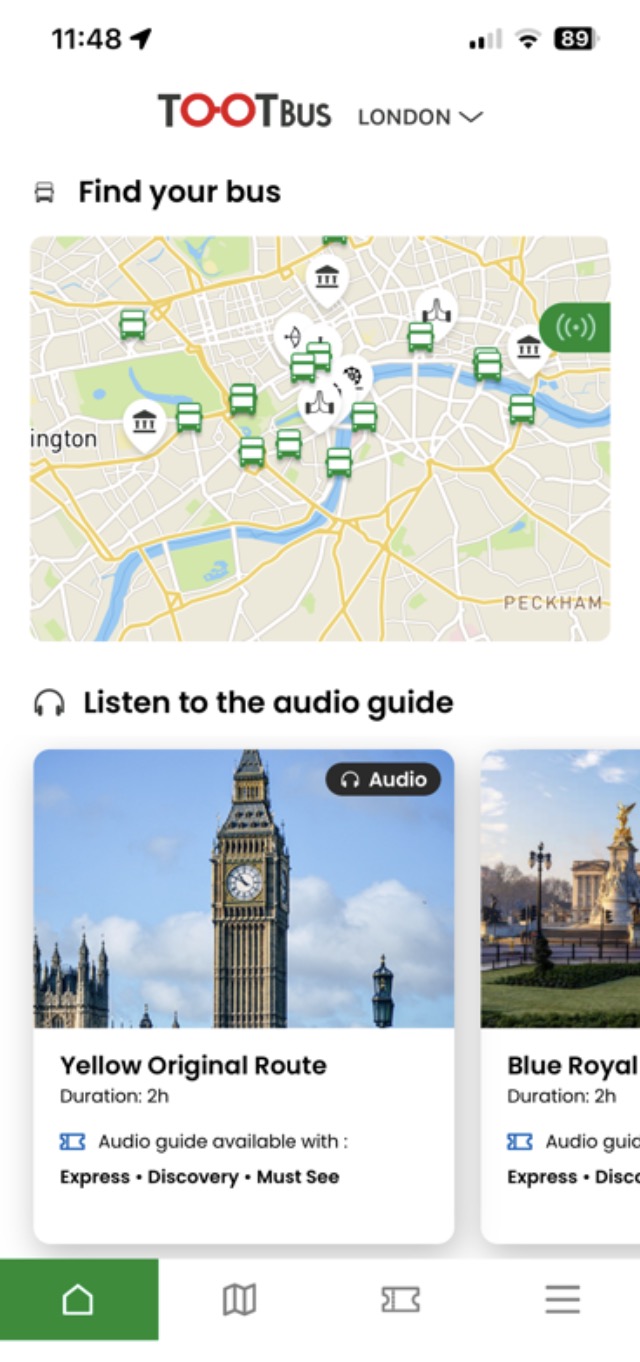 11:48
89
TOOTBUS LONDON
Find your bus
ington
PECKHAM
Listen to the audio guide
Audio
Yellow Original Route
Duration: 2h
Audio guide available with :
Express • Discovery • Must See
Blue Royal
Duration: 2h
Audio guid
Express • Disco